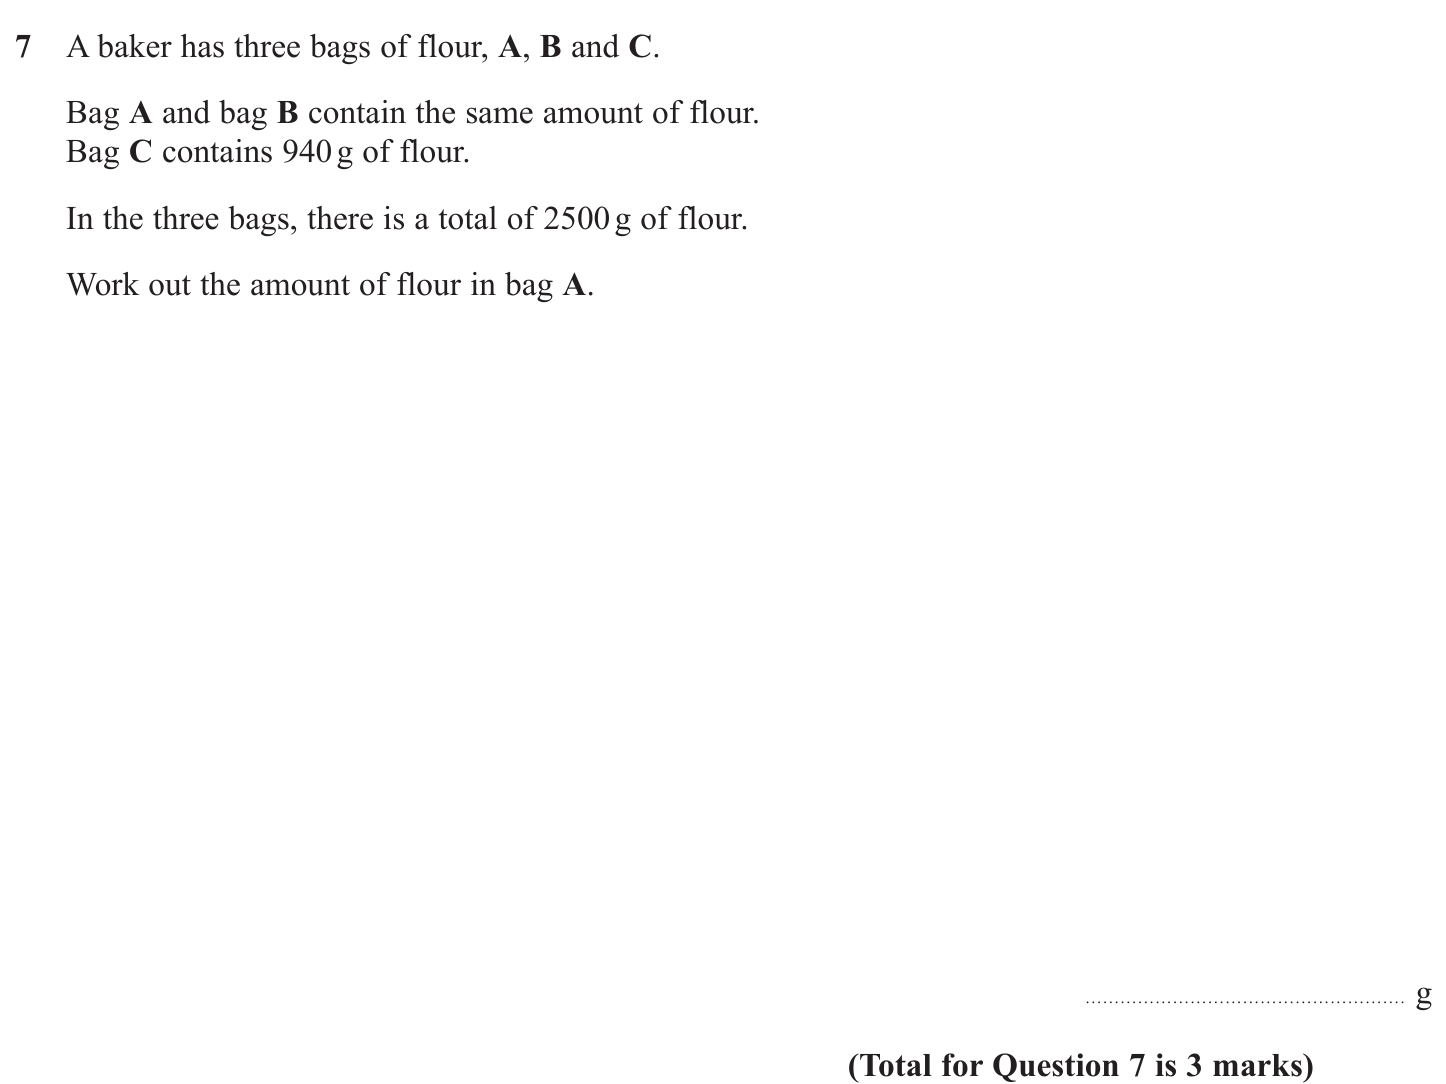 7 A baker has three bags of flour, A, B and C.
Bag A and bag B contain the same amount of flour.
Bag C contains 940 g of flour.
In the three bags, there is a total of 2500 g of flour.
Work out the amount of flour in bag A.
.......................................................g
(Total for Question 7 is 3 marks)